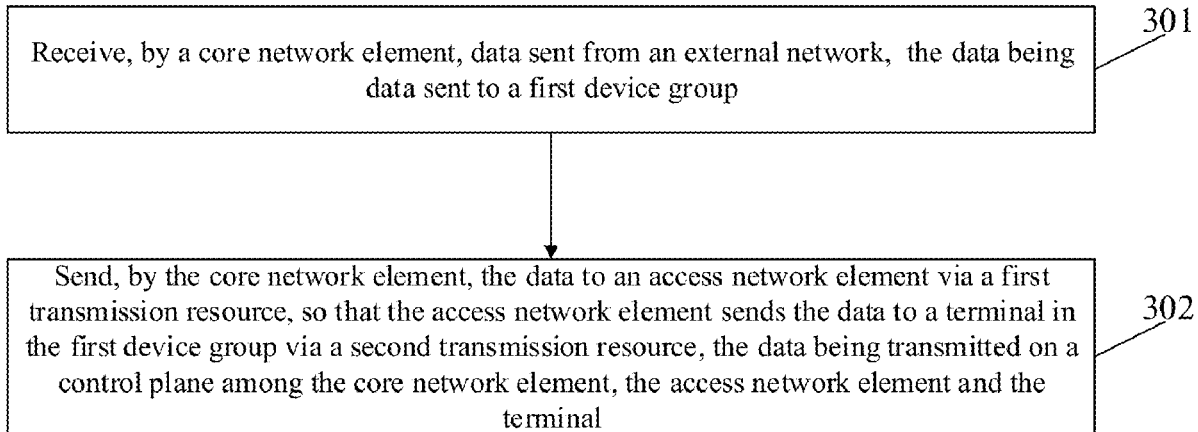 301
Receive, by a core network element, data sent from an external network, the data being
data sent to a first device group
Send, by the core network element, the data to an access network element via a first
transmission resource, so that the access network element sends the data to a terminal in
the first device group via a second transmission resource, the data being transmitted on a
control plane among the core network element, the access network element and the
terminal
302